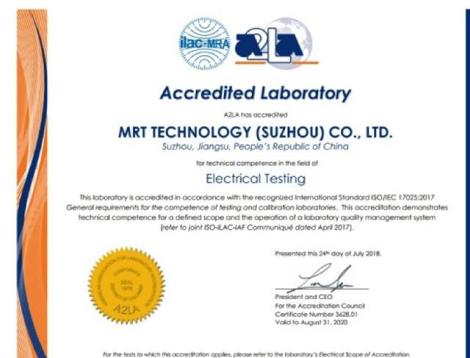 ilac-MRA
A2LA
Accredited Laboratory
A2LA has accredited
MRT TECHNOLOGY (SUZHOU) CO., LTD.
Suzhou, Jiangsu, People's Republic of China
for technical competence in the field of
Electrical Testing
This laboratory is accredited in accordance with the recognized International Standard ISO/IEC 17025:2017
General requirements for the competence of testing and calibration laboratories. This accreditation demonstrates
technical competence for a defined scope and the operation of a laboratory quality management system
(refer to joint ISO-ILAC-IAF Communiqué dated April 2017).
Presented this 24th day of July 2018.
President and CEO
For the Accreditation Council
Certificate Number 3628.01
Valid to August 31, 2020
CORPORATE
SEAL
1978
A2LA
For the tests to which this accreditation applies, please refer to the laboratory's Electrical Scope of Accreditation.